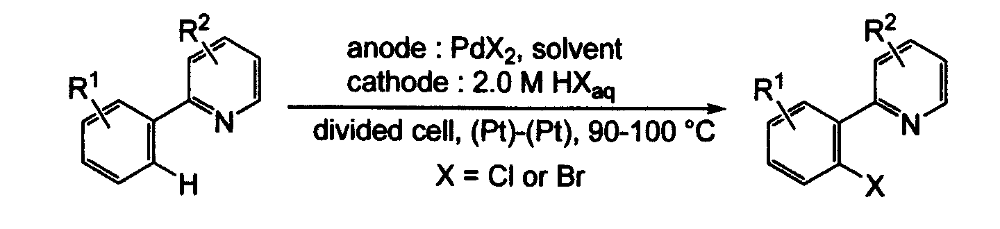 R²
R¹
N
H
anode : PdX₂, solvent
cathode : 2.0 M HXaq
divided cell, (Pt)-(Pt), 90-100 °C
X = Cl or Br
R²
R¹
N
X